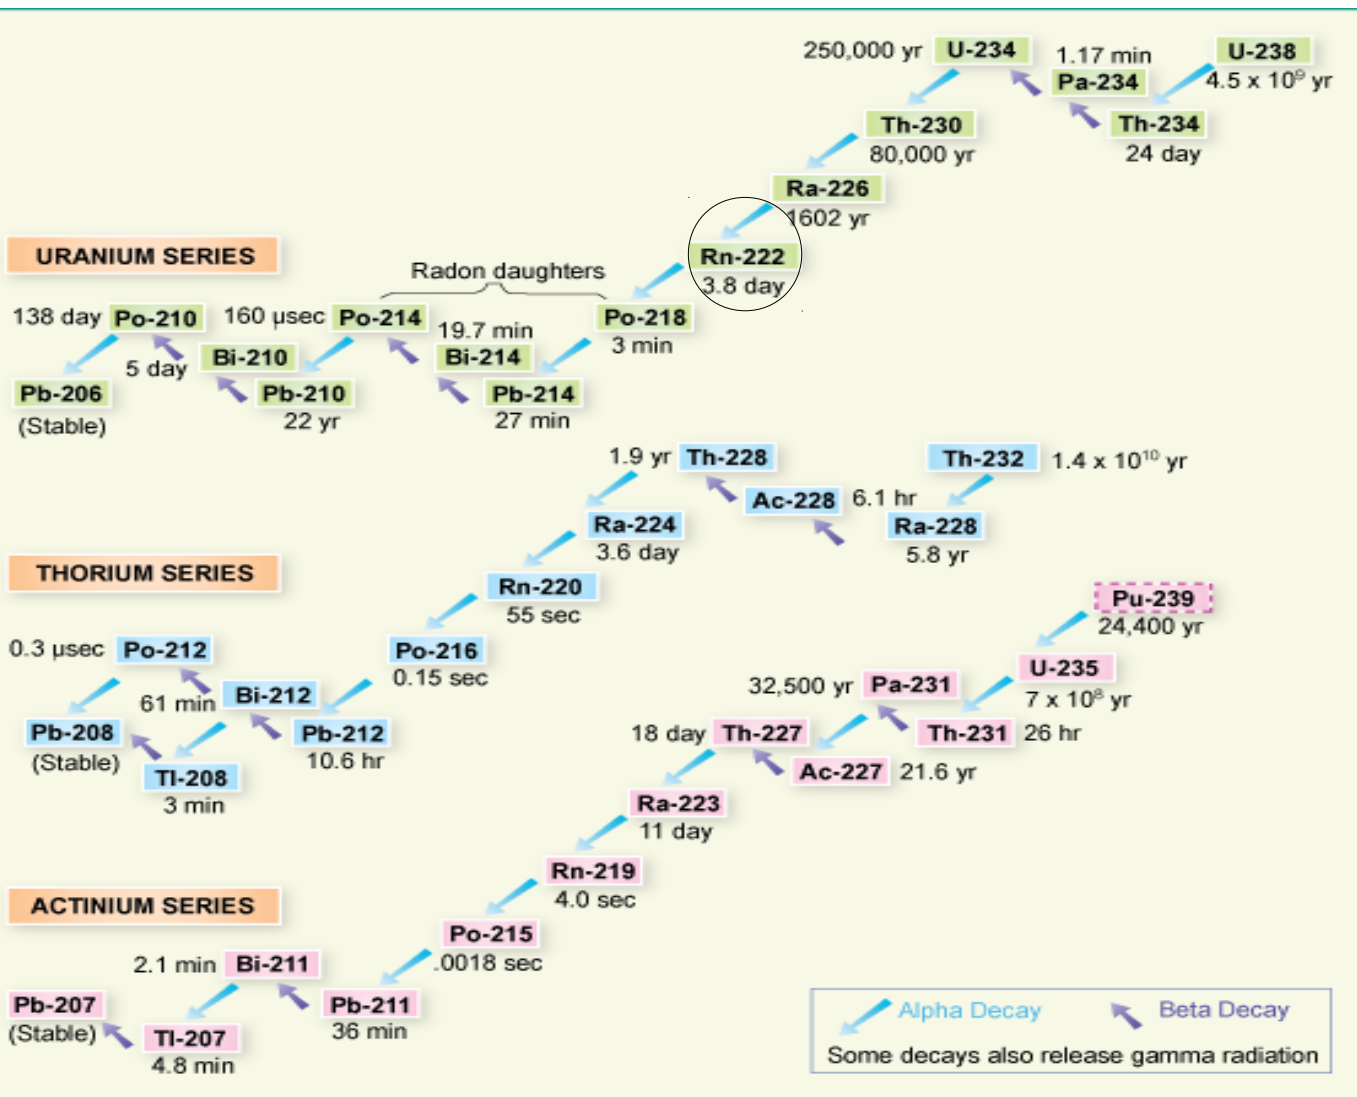 250,000 yr U-234 1.17 min U-238
Pa-234 4.5 x 10⁹ yr
Th-230 Th-234
80,000 yr 24 day
Ra-226
1602 yr
URANIUM SERIES Rn-222
Radon daughters 3.8 day
138 day Po-210 160 µsec Po-214 19.7 min Po-218
5 day Bi-210 Bi-214 3 min
Pb-206 Pb-210 Pb-214
(Stable) 22 yr 27 min
1.9 yr Th-228 Th-232 1.4 x 10¹⁰ yr
Ac-228 6.1 hr
Ra-224 Ra-228
3.6 day 5.8 yr
THORIUM SERIES Rn-220
55 sec
Pu-239
24,400 yr
0.3 µsec Po-212 Po-216
0.15 sec U-235
61 min Bi-212 32,500 yr Pa-231 7 x 10⁸ yr
Pb-208 Pb-212 18 day Th-227 Th-231 26 hr
(Stable) 10.6 hr
Tl-208 Ac-227 21.6 yr
3 min Ra-223
11 day
Rn-219
4.0 sec
ACTINIUM SERIES
Po-215
2.1 min Bi-211 .0018 sec
Pb-207 Pb-211 Alpha Decay Beta Decay
(Stable) Tl-207 36 min
4.8 min Some decays also release gamma radiation